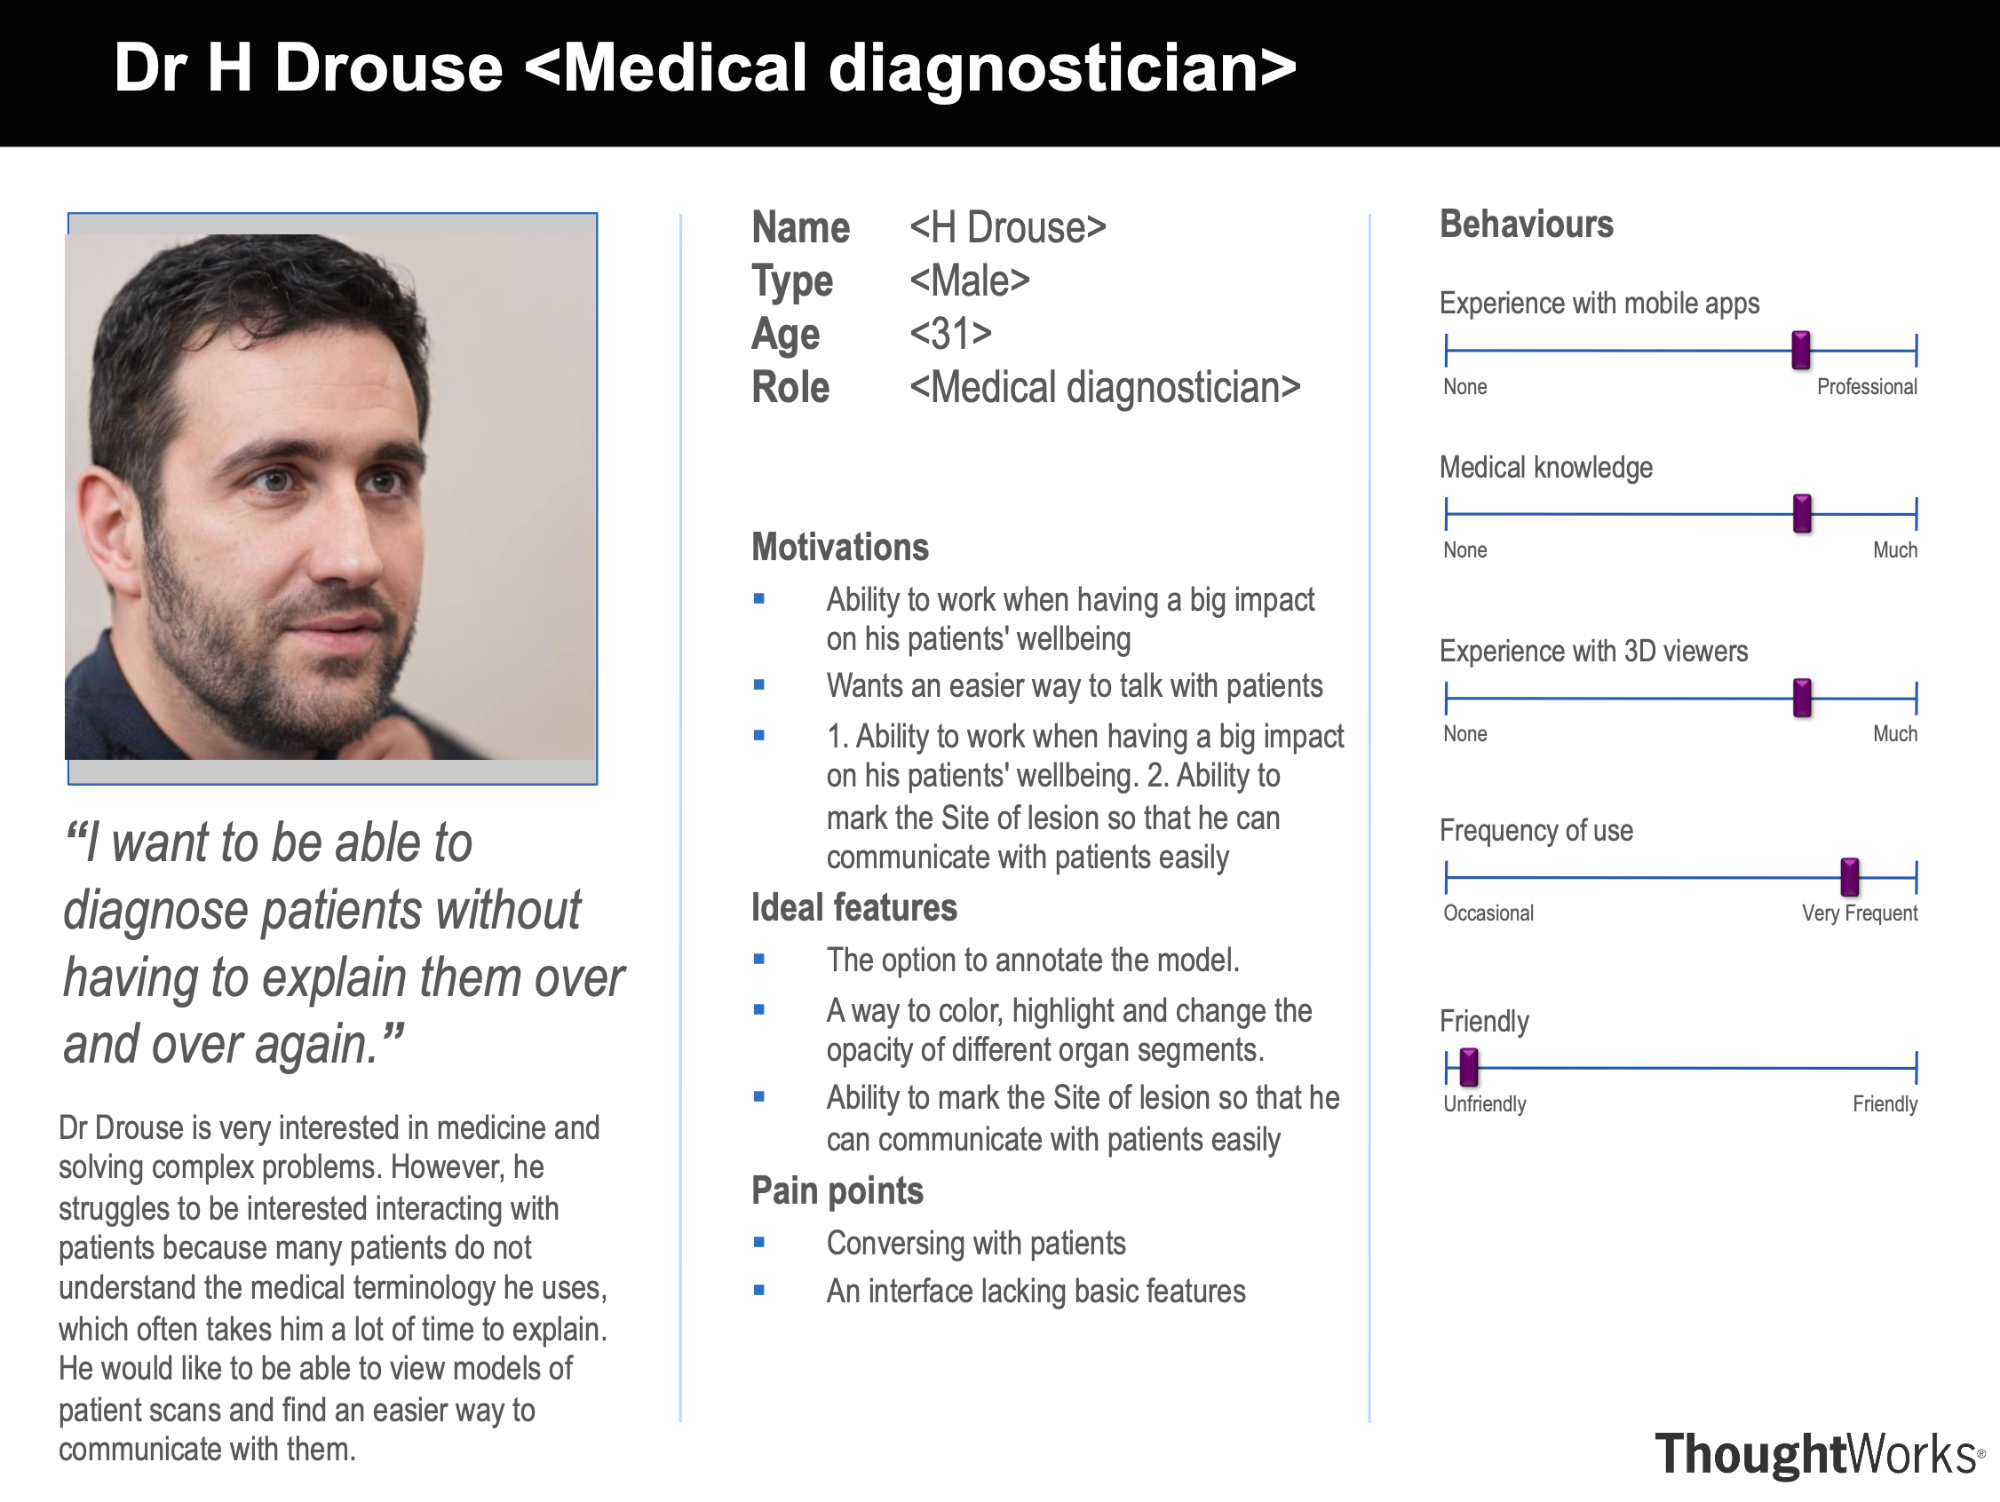 Dr H Drouse <Medical diagnostician>
“I want to be able to
diagnose patients without
having to explain them over
and over again.”
Dr Drouse is very interested in medicine and
solving complex problems. However, he
struggles to be interested interacting with
patients because many patients do not
understand the medical terminology he uses,
which often takes him a lot of time to explain.
He would like to be able to view models of
patient scans and find an easier way to
communicate with them.
Name <H Drouse>
Type <Male>
Age <31>
Role <Medical diagnostician>
Motivations
Ability to work when having a big impact
on his patients' wellbeing
Wants an easier way to talk with patients
1. Ability to work when having a big impact
on his patients' wellbeing. 2. Ability to
mark the Site of lesion so that he can
communicate with patients easily
Ideal features
The option to annotate the model.
A way to color, highlight and change the
opacity of different organ segments.
Ability to mark the Site of lesion so that he
can communicate with patients easily
Pain points
Conversing with patients
An interface lacking basic features
Behaviours
Experience with mobile apps
None Professional
Medical knowledge
None Much
Experience with 3D viewers
None Much
Frequency of use
Occasional Very Frequent
Friendly
Unfriendly Friendly
ThoughtWorks®